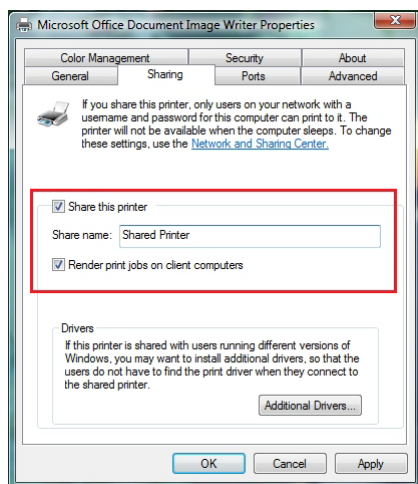 Microsoft Office Document Image Writer Properties
Color Management Security About
General Sharing Ports Advanced
If you share this printer, only users on your network with a
username and password for this computer can print to it. The
printer will not be available when the computer sleeps. To change
these settings, use the Network and Sharing Center.
Share this printer
Share name: Shared Printer
Render print jobs on client computers
Drivers
If this printer is shared with users running different versions of
Windows, you may want to install additional drivers, so that the
users do not have to find the print driver when they connect to
the shared printer.
Additional Drivers...
OK Cancel Apply